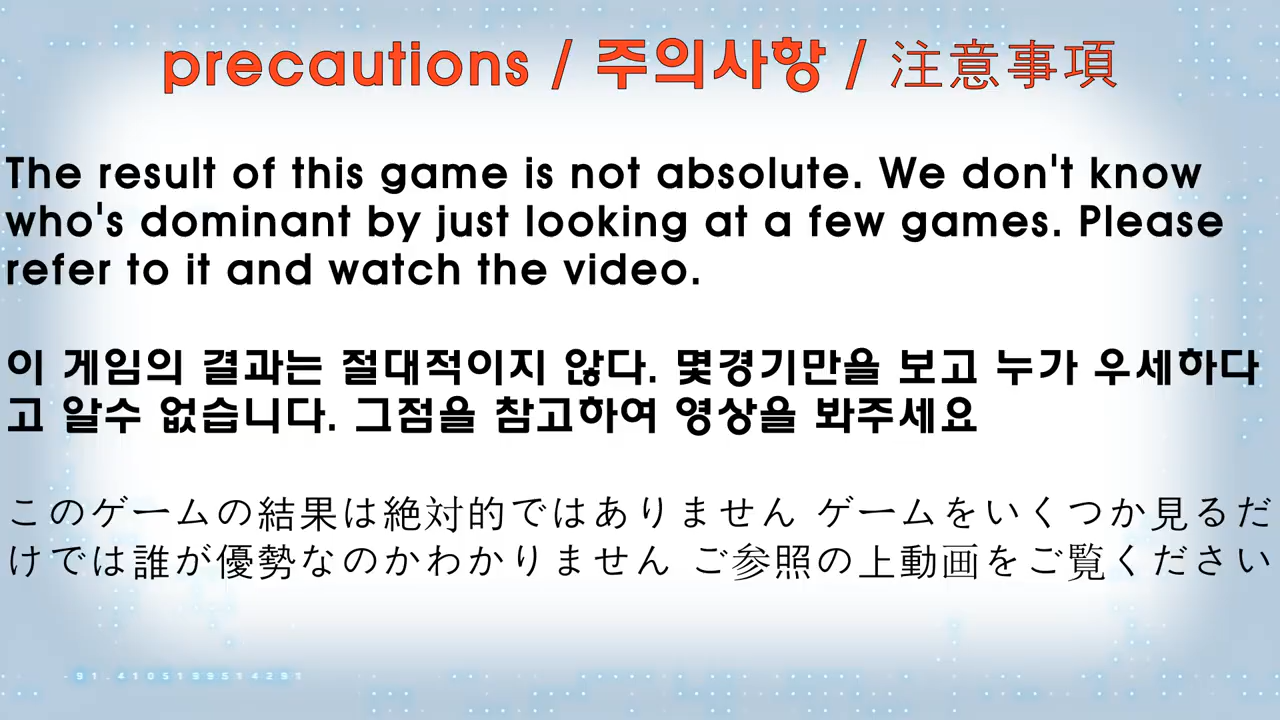 precautions / 주의사항 / 注意事項
The result of this game is not absolute. We don't know
who's dominant by just looking at a few games. Please
refer to it and watch the video.
이 게임의 결과는 절대적이지 않다. 몇경기만을 보고 누가 우세하다
고 알수 없습니다. 그점을 참고하여 영상을 봐주세요
このゲームの結果は絶対的ではありません ゲームをいくつか見るだ
けでは誰が優勢なのかわかりません ご参照の上動画をご覧ください
-91.4105199514291